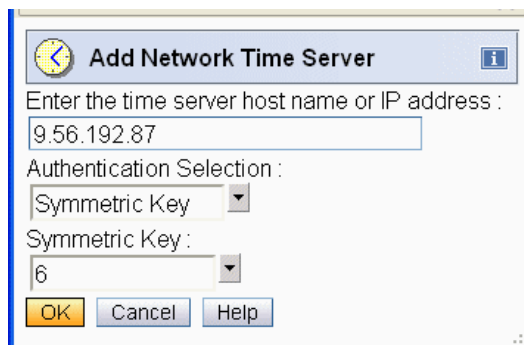 Add Network Time Server
Enter the time server host name or IP address :
9.56.192.87
Authentication Selection :
Symmetric Key
Symmetric Key :
6
OK Cancel Help